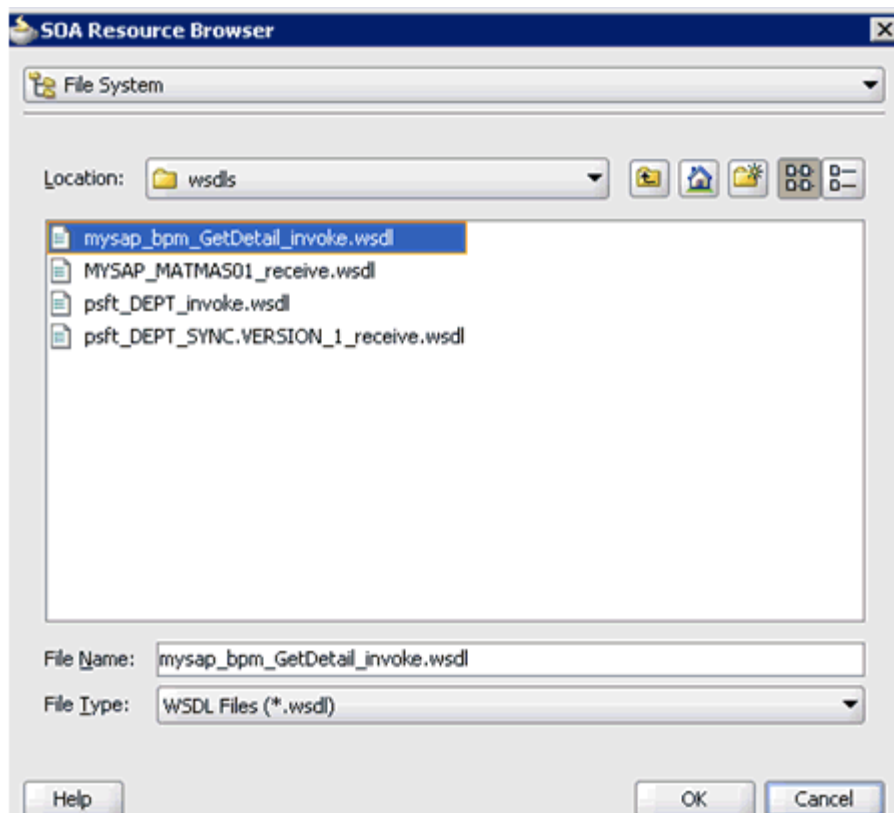 SOA Resource Browser
File System
Location: wsdls
mysap_bpm_GetDetail_invoke.wsdl
MYSAP_MATMAS01_receive.wsdl
psft_DEPT_invoke.wsdl
psft_DEPT_SYNC.VERSION_1_receive.wsdl
File Name: mysap_bpm_GetDetail_invoke.wsdl
File Type: WSDL Files (*.wsdl)
Help OK Cancel